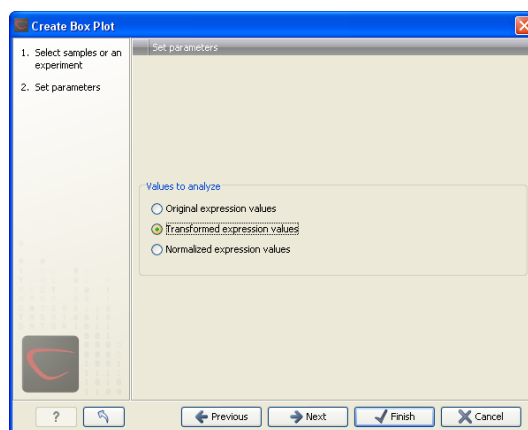 Create Box Plot
1. Select samples or an
experiment
2. Set parameters
Set parameters
Values to analyze
Original expression values
Transformed expression values
Normalized expression values
?
Previous
Next
Finish
Cancel